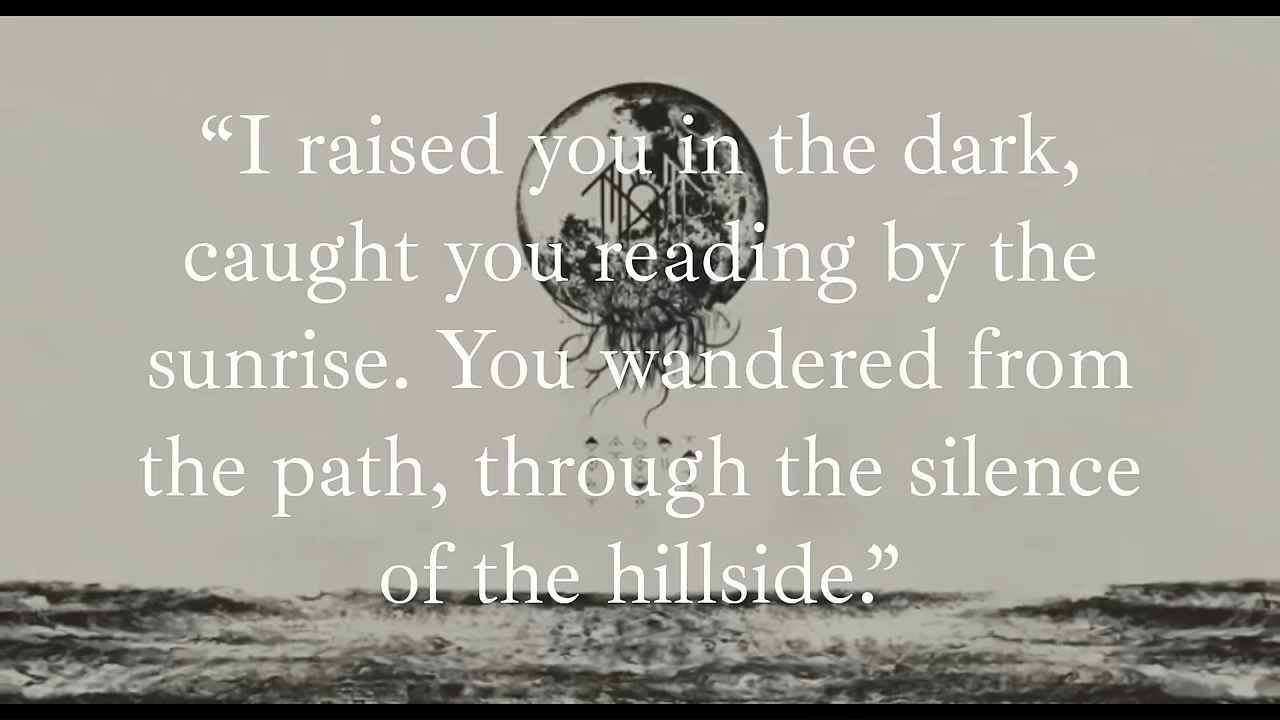 “I raised you in the dark,
caught you reading by the
sunrise. You wandered from
the path, through the silence
of the hillside.”